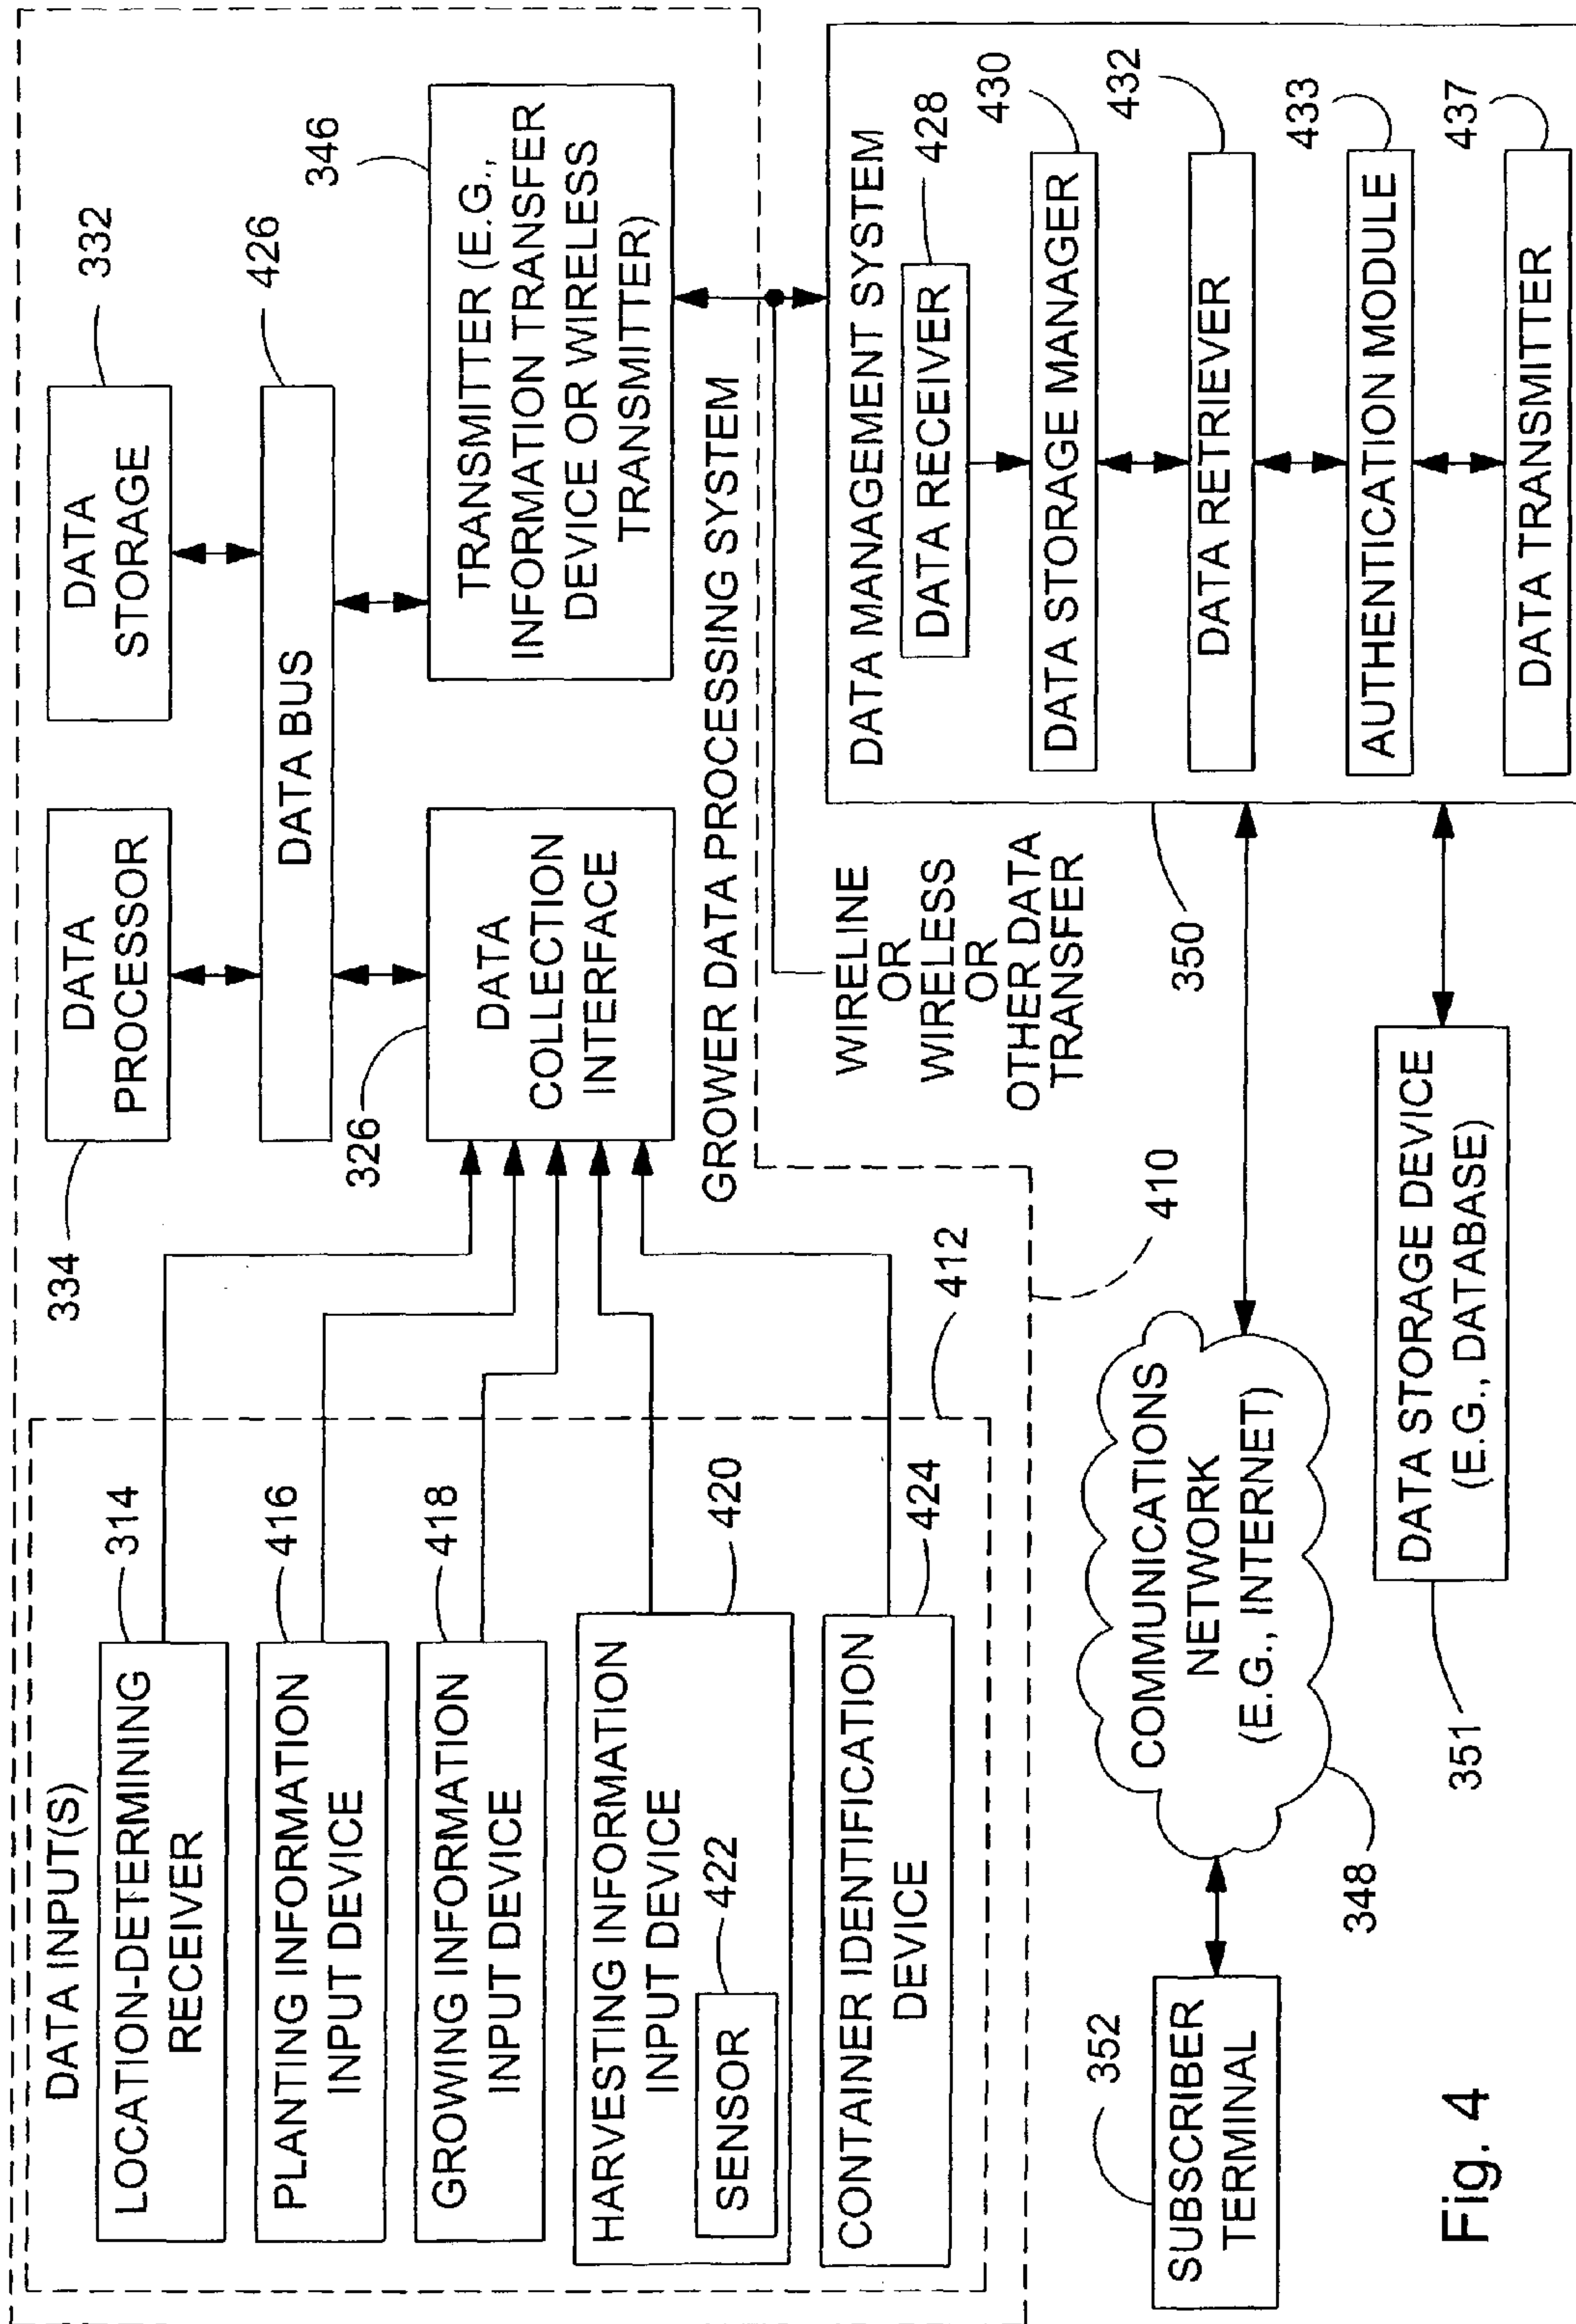 DATA INPUT(S)
LOCATION-DETERMINING
RECEIVER
314
PLANTING INFORMATION
INPUT DEVICE
416
GROWING INFORMATION
INPUT DEVICE
418
HARVESTING INFORMATION
INPUT DEVICE
420
SENSOR
422
CONTAINER IDENTIFICATION
DEVICE
424
412
410
334
DATA
PROCESSOR
DATA
STORAGE
332
DATA BUS
426
326
DATA
COLLECTION
INTERFACE
TRANSMITTER (E.G.,
INFORMATION TRANSFER
DEVICE OR WIRELESS
TRANSMITTER)
346
GROWER DATA PROCESSING SYSTEM
WIRELINE
OR
WIRELESS
OR
OTHER DATA
TRANSFER
DATA MANAGEMENT SYSTEM
DATA RECEIVER
428
DATA STORAGE MANAGER
430
DATA RETRIEVER
432
AUTHENTICATION MODULE
433
DATA TRANSMITTER
437
350
352
SUBSCRIBER
TERMINAL
COMMUNICATIONS
NETWORK
(E.G., INTERNET)
348
351
DATA STORAGE DEVICE
(E.G., DATABASE)
Fig. 4